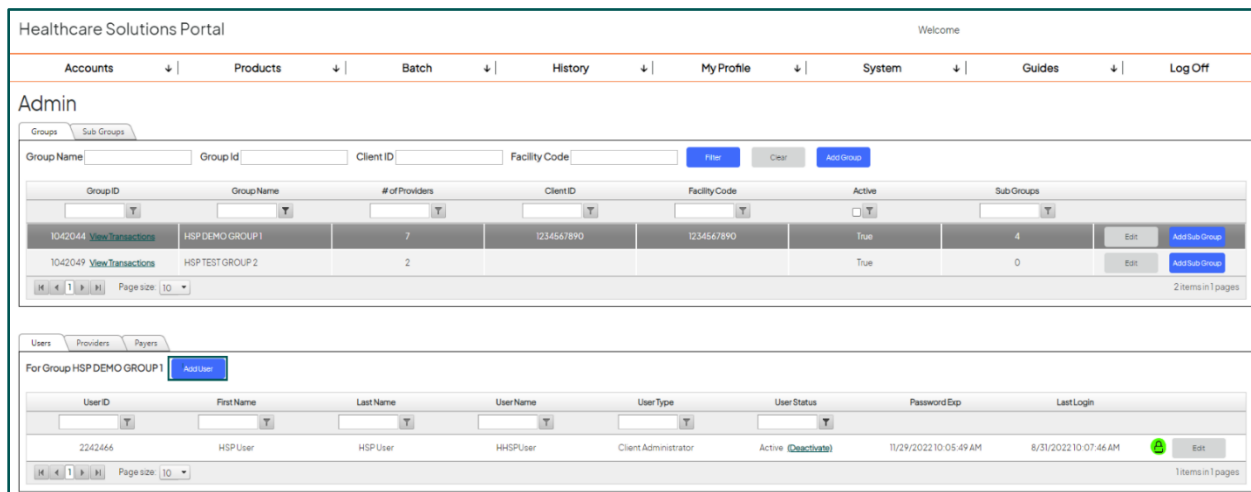 Healthcare Solutions Portal Welcome
Accounts Products Batch History My Profile System Guides Log Off
Admin
Groups Sub Groups
Group Name Group Id Client ID Facility Code Filter Clear Add Group
Group ID Group Name # of Providers Client ID Facility Code Active Sub Groups
1042044 View Transactions HSP DEMO GROUP 1 7 1234567890 1234567890 True 4 Edit Add Sub Group
1042049 View Transactions HSP TEST GROUP 2 2 True 0 Edit Add Sub Group
1 Page size: 10 2 items in 1 pages
Users Providers Payers
For Group HSP DEMO GROUP 1 Add User
User ID First Name Last Name User Name User Type User Status Password Exp Last Login
2242466 HSP User HSP User HHSPUser Client Administrator Active (Deactivate) 11/29/2022 10:05:49 AM 8/31/2022 10:07:46 AM Edit
1 Page size: 10 1 items in 1 pages